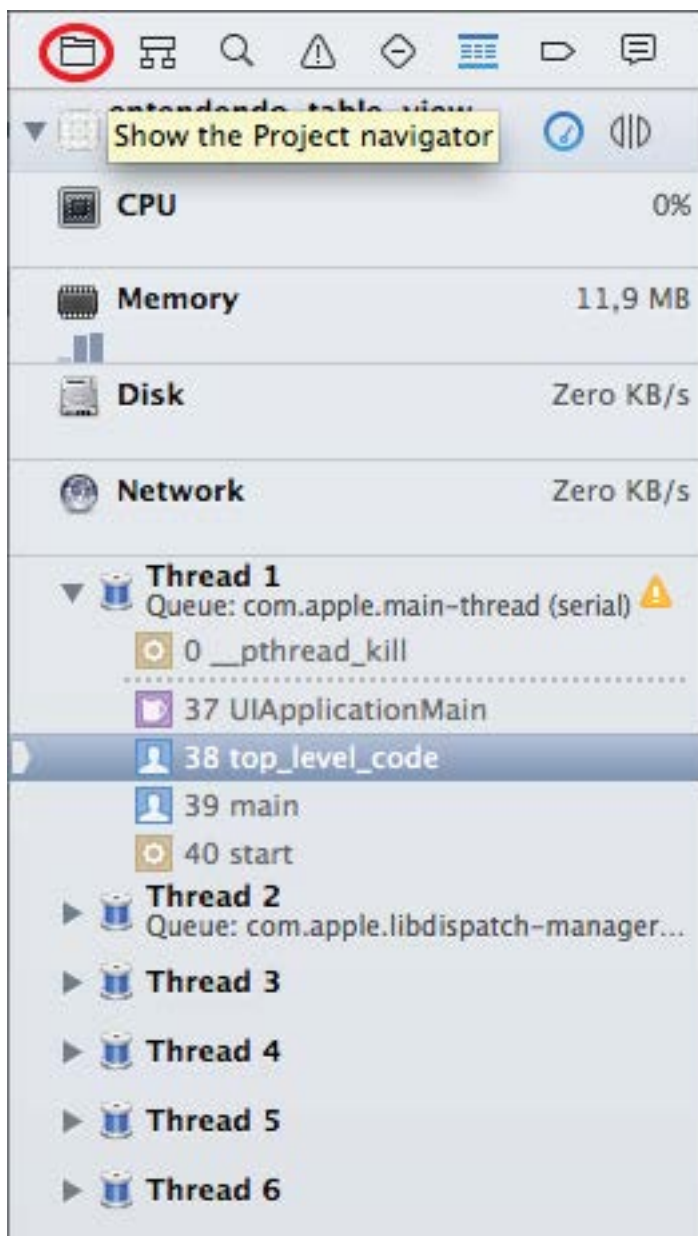 Show the Project navigator
CPU
0%
Memory
11,9 MB
Disk
Zero KB/s
Network
Zero KB/s
Thread 1
Queue: com.apple.main-thread (serial)
0 __pthread_kill
37 UIApplicationMain
38 top_level_code
39 main
40 start
Thread 2
Queue: com.apple.libdispatch-manager...
Thread 3
Thread 4
Thread 5
Thread 6